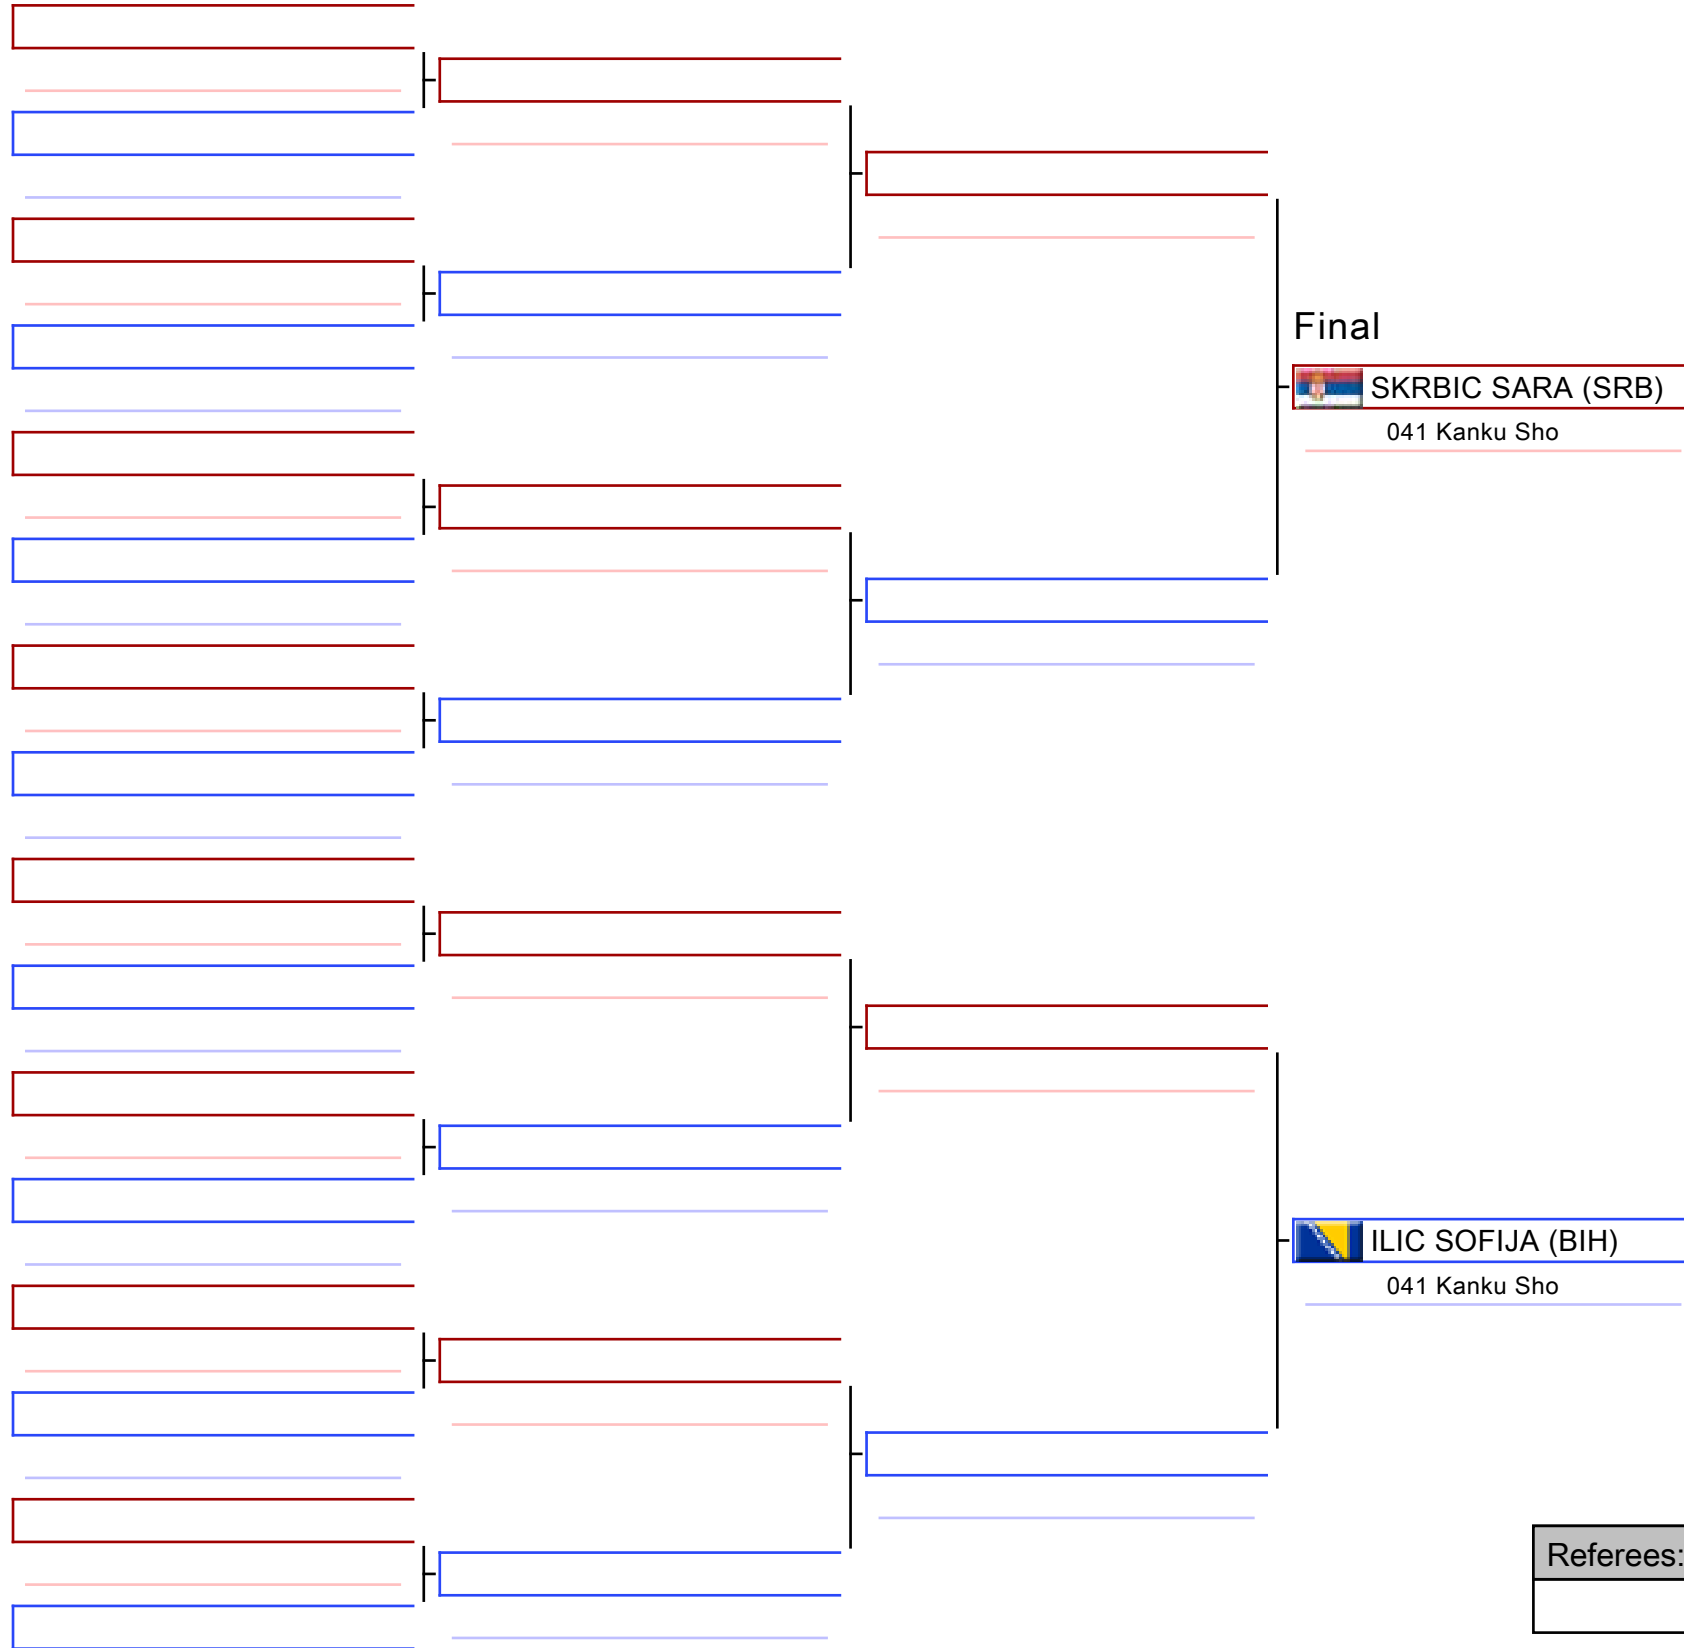 Final
SKRBIC SARA (SRB)
041 Kanku Sho
ILIC SOFIJA (BIH)
041 Kanku Sho
Referees: